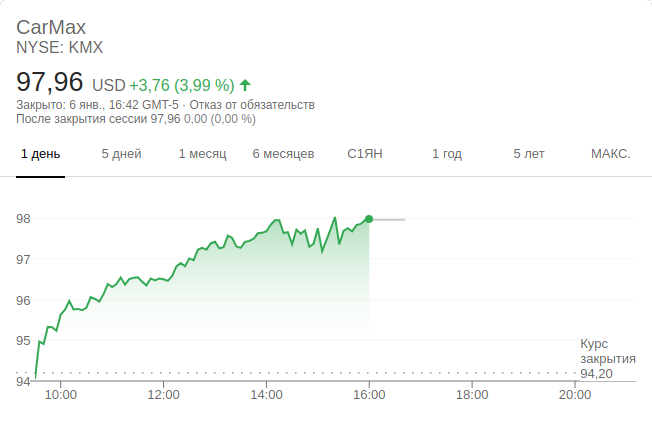 CarMax
NYSE: KMX
97,96 USD +3,76 (3,99 %)
Закрыто: 6 янв., 16:42 GMT-5 · Отказ от обязательств
После закрытия сессии 97,96 0,00 (0,00 %)
1 день 5 дней 1 месяц 6 месяцев С1ЯН 1 год 5 лет МАКС.
98
97
96
95
94
Курс
закрытия
94,20
10:00 12:00 14:00 16:00 18:00 20:00